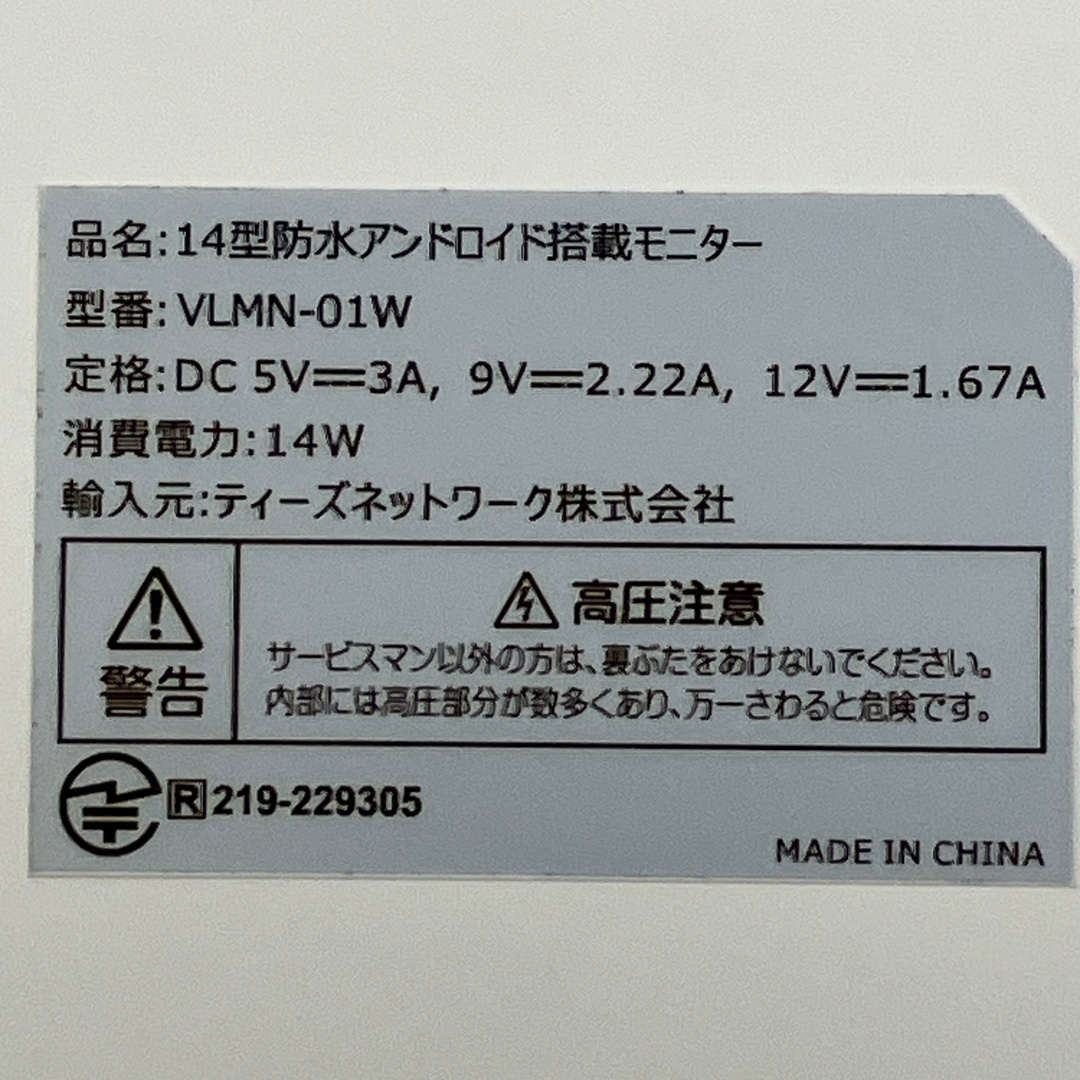 品名:14型防水アンドロイド搭載モニター
型番:VLMN-01W
定格:DC 5V⎓3A, 9V⎓2.22A, 12V⎓1.67A
消費電力:14W
輸入元:ティーズネットワーク株式会社
警告
高圧注意
サービスマン以外の方は、裏ぶたをあけないでください。
内部には高圧部分が数多くあり、万一さわると危険です。
R 219-229305
MADE IN CHINA